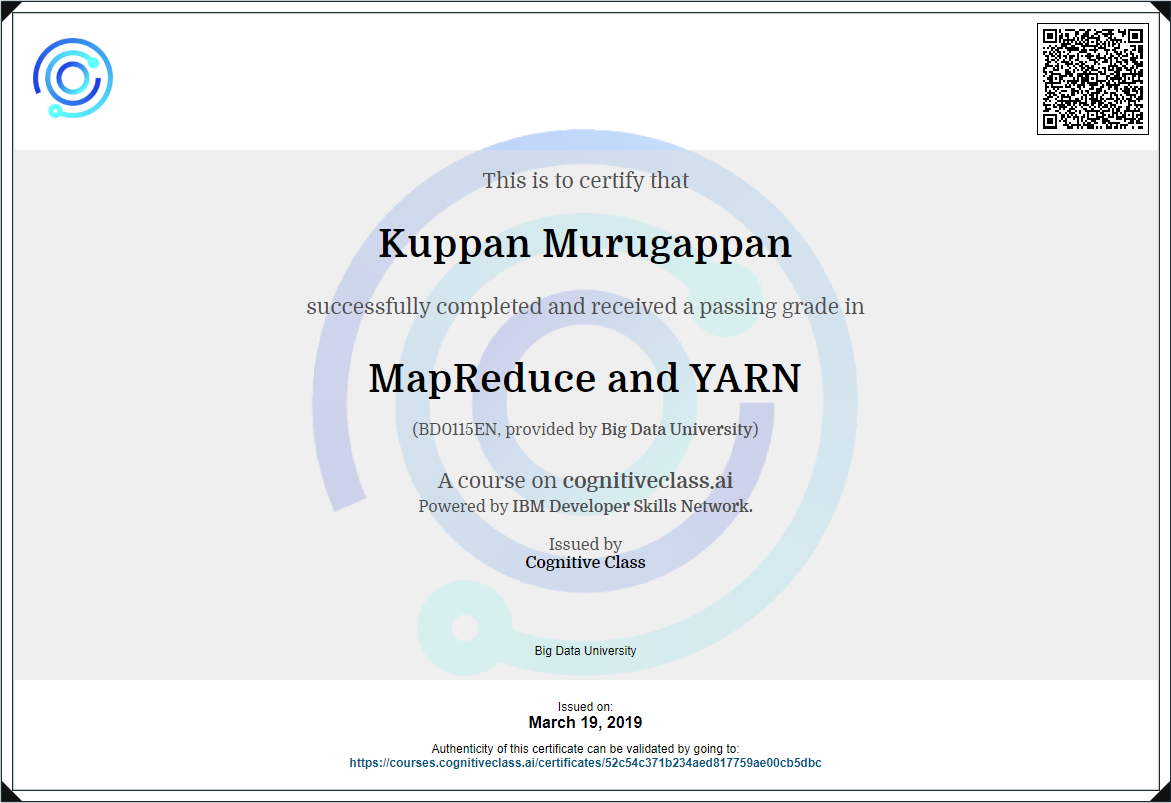 This is to certify that
Kuppan Murugappan
successfully completed and received a passing grade in
MapReduce and YARN
(BD0115EN, provided by Big Data University)
A course on cognitiveclass.ai
Powered by IBM Developer Skills Network.
Issued by
Cognitive Class
Big Data University
Issued on:
March 19, 2019
Authenticity of this certificate can be validated by going to:
https://courses.cognitiveclass.ai/certificates/52c54c371b234aed817759ae00cb5dbc